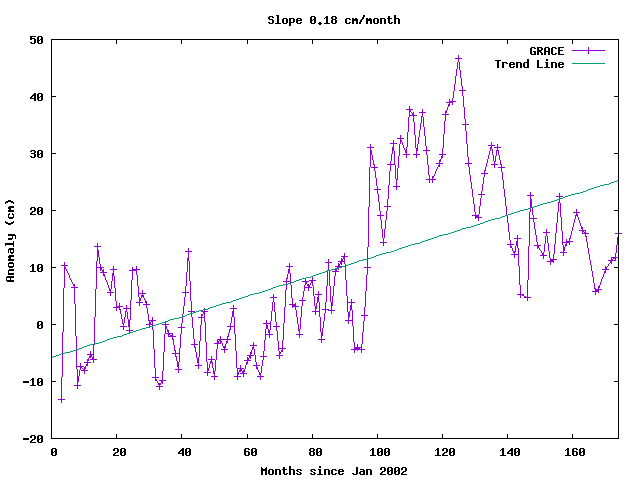 Slope 0.18 cm/month
50
40
30
20
10
0
-10
-20
Anomaly (cm)
GRACE
Trend Line
0 20 40 60 80 100 120 140 160
Months since Jan 2002